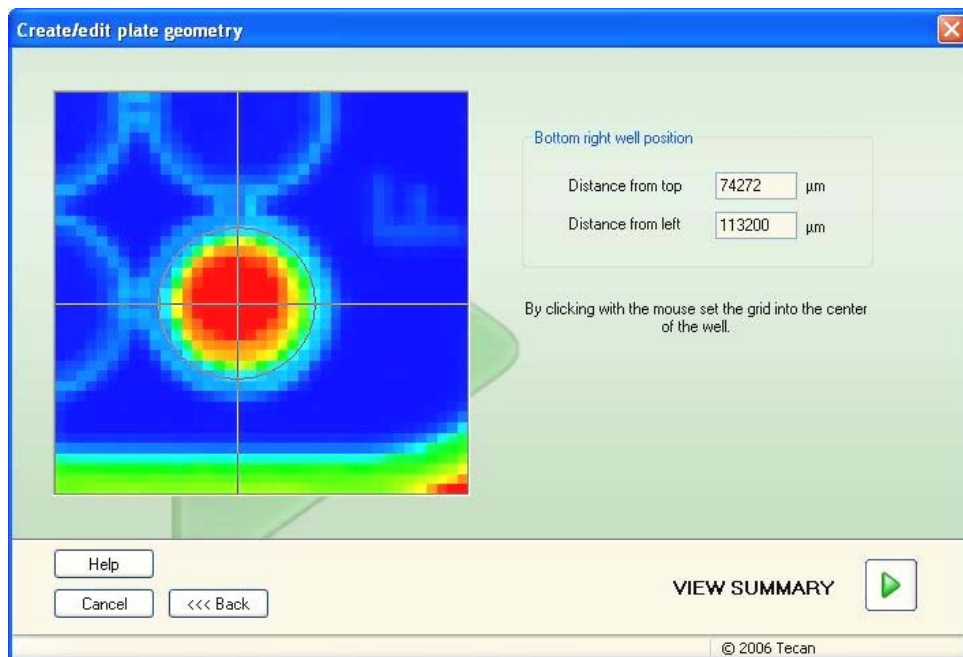 Create/edit plate geometry
F
Bottom right well position
Distance from top 74272 µm
Distance from left 113200 µm
By clicking with the mouse set the grid into the center
of the well.
Help
Cancel <<< Back
VIEW SUMMARY
© 2006 Tecan